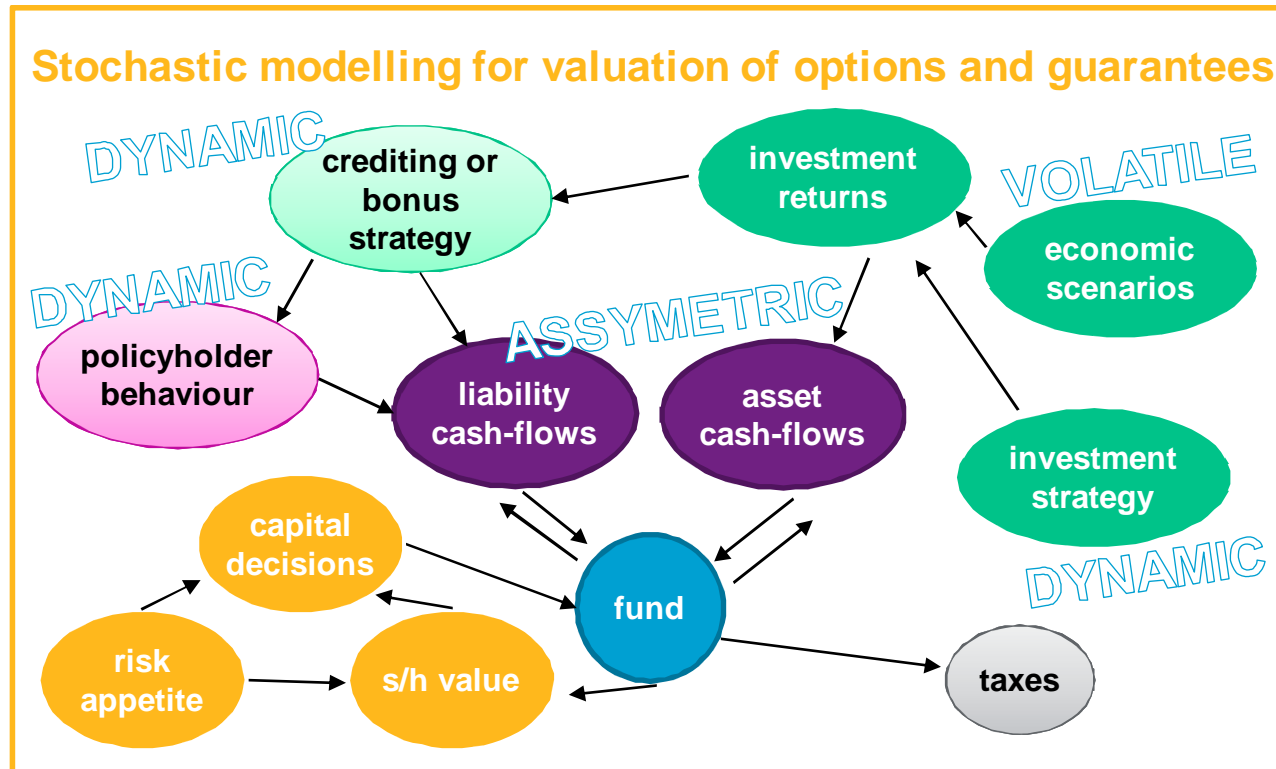 Stochastic modelling for valuation of options and guarantees
DYNAMIC
crediting or
bonus
strategy
investment
returns
VOLATILE
economic
scenarios
DYNAMIC
policyholder
behaviour
ASSYMETRIC
liability
cash-flows
asset
cash-flows
investment
strategy
DYNAMIC
capital
decisions
fund
risk
appetite
s/h value
taxes